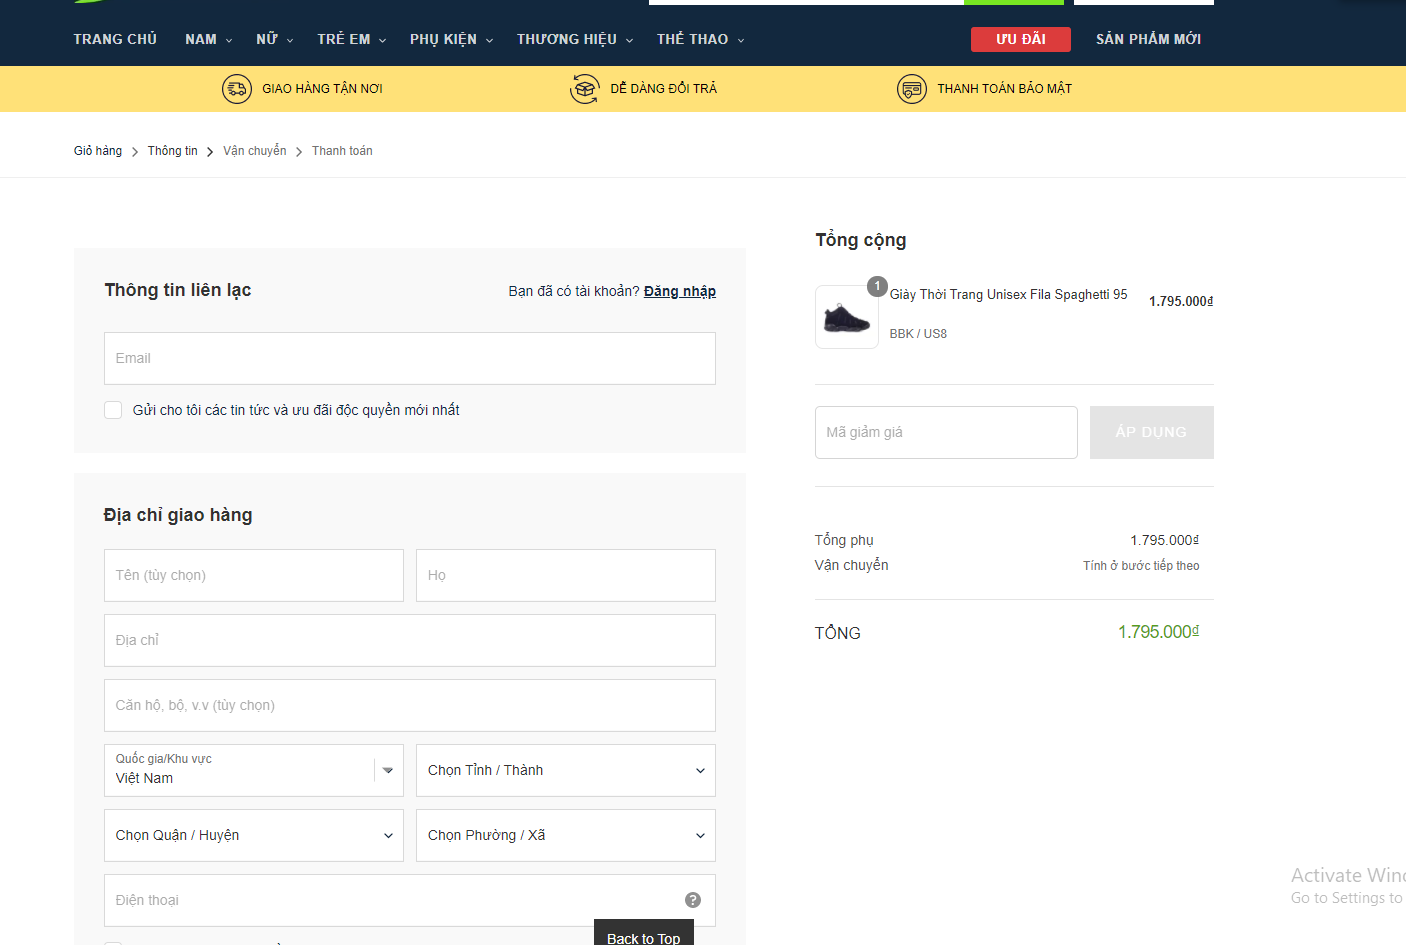 TRANG CHỦ NAM NỮ TRẺ EM PHỤ KIỆN THƯƠNG HIỆU THỂ THAO ƯU ĐÃI SẢN PHẨM MỚI
GIAO HÀNG TẬN NƠI DỄ DÀNG ĐỔI TRẢ THANH TOÁN BẢO MẬT
Giỏ hàng Thông tin Vận chuyển Thanh toán
Thông tin liên lạc Bạn đã có tài khoản? Đăng nhập
Email
Gửi cho tôi các tin tức và ưu đãi độc quyền mới nhất
Địa chỉ giao hàng
Tên (tùy chọn) Họ
Địa chỉ
Căn hộ, bộ, v.v (tùy chọn)
Quốc gia/Khu vực
Việt Nam Chọn Tỉnh / Thành
Chọn Quận / Huyện Chọn Phường / Xã
Điện thoại ?
Back to Top
Tổng cộng
1
Giày Thời Trang Unisex Fila Spaghetti 95 1.795.000₫
BBK / US8
Mã giảm giá ÁP DỤNG
Tổng phụ 1.795.000₫
Vận chuyển Tính ở bước tiếp theo
TỔNG 1.795.000₫
Activate Win
Go to Settings to